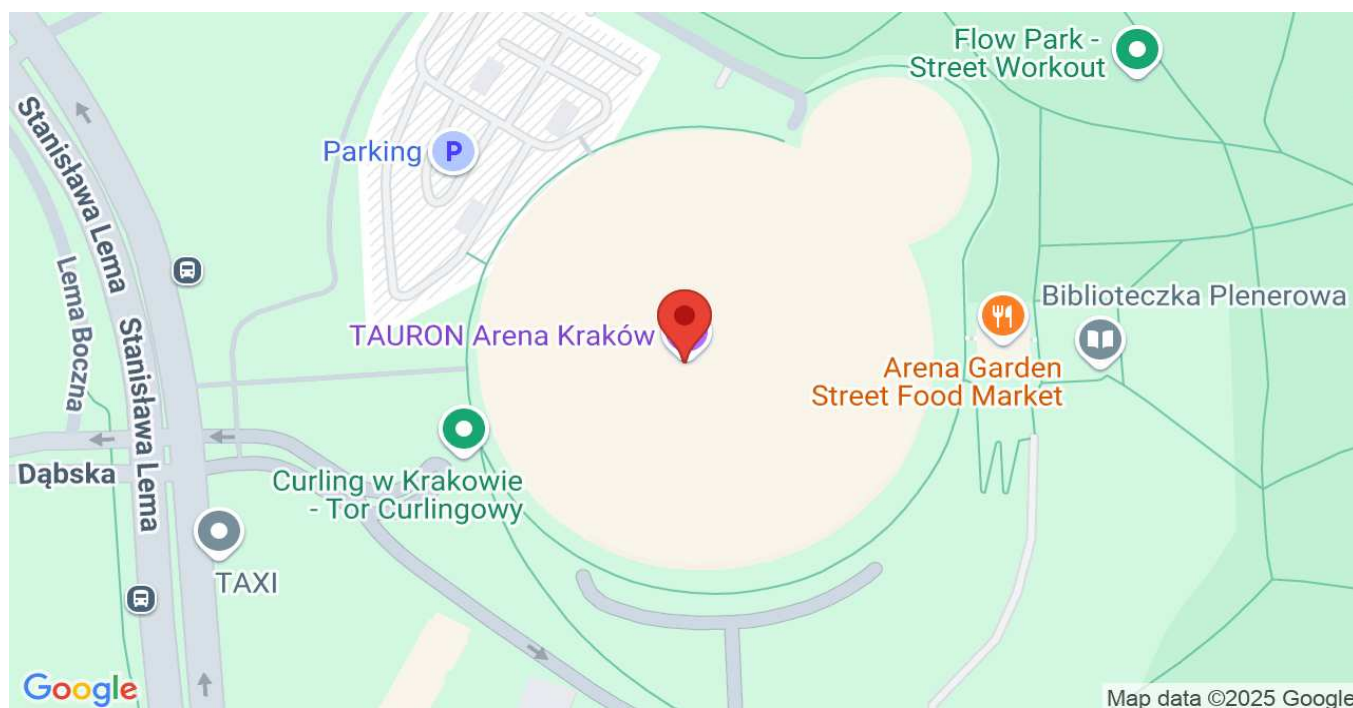 Flow Park -
Street Workout
Stanisława Lema
Parking P
Lema Boczna
Stanisława Lema
Biblioteczka Plenerowa
TAURON Arena Kraków
Arena Garden
Street Food Market
Dąbska
Curling w Krakowie
- Tor Curlingowy
TAXI
Google
Map data ©2025 Google